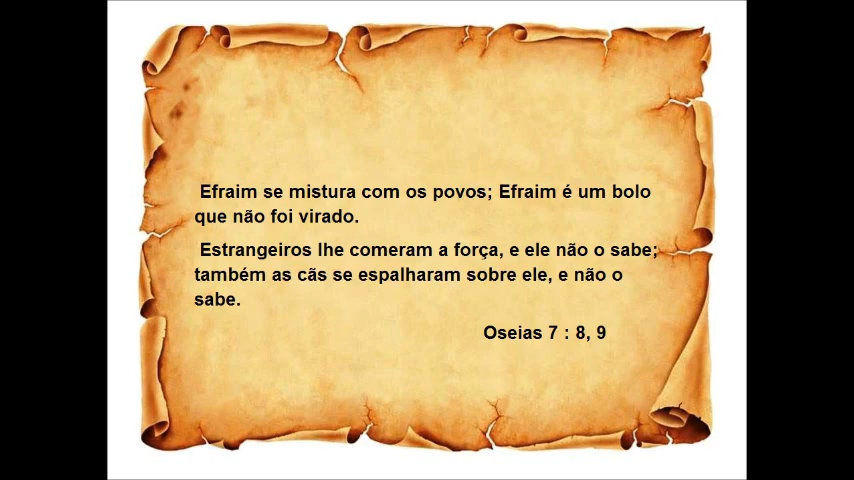 Efraim se mistura com os povos; Efraim é um bolo
que não foi virado.
Estrangeiros lhe comeram a força, e ele não o sabe;
também as cãs se espalharam sobre ele, e não o
sabe.
Oseias 7 : 8, 9